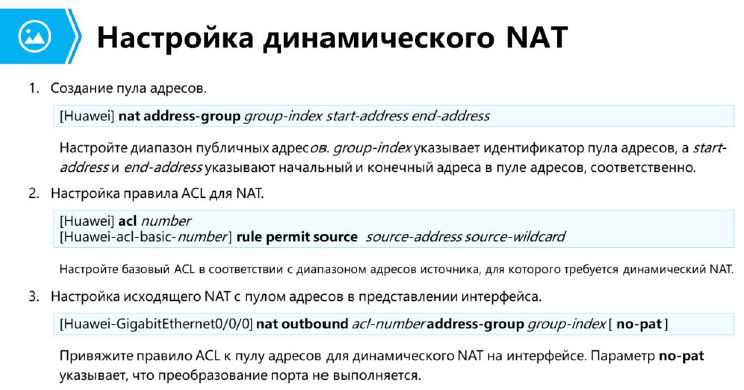 Настройка динамического NAT
1. Создание пула адресов.
[Huawei] nat address-group group-index start-address end-address
Настройте диапазон публичных адресов. group-index указывает идентификатор пула адресов, а start-
address и end-address указывают начальный и конечный адреса в пуле адресов, соответственно.
2. Настройка правила ACL для NAT.
[Huawei] acl number
[Huawei-acl-basic-number] rule permit source source-address source-wildcard
Настройте базовый ACL в соответствии с диапазоном адресов источника, для которого требуется динамический NAT.
3. Настройка исходящего NAT с пулом адресов в представлении интерфейса.
[Huawei-GigabitEthernet0/0/0] nat outbound acl-number address-group group-index [ no-pat ]
Привяжите правило ACL к пулу адресов для динамического NAT на интерфейсе. Параметр no-pat
указывает, что преобразование порта не выполняется.